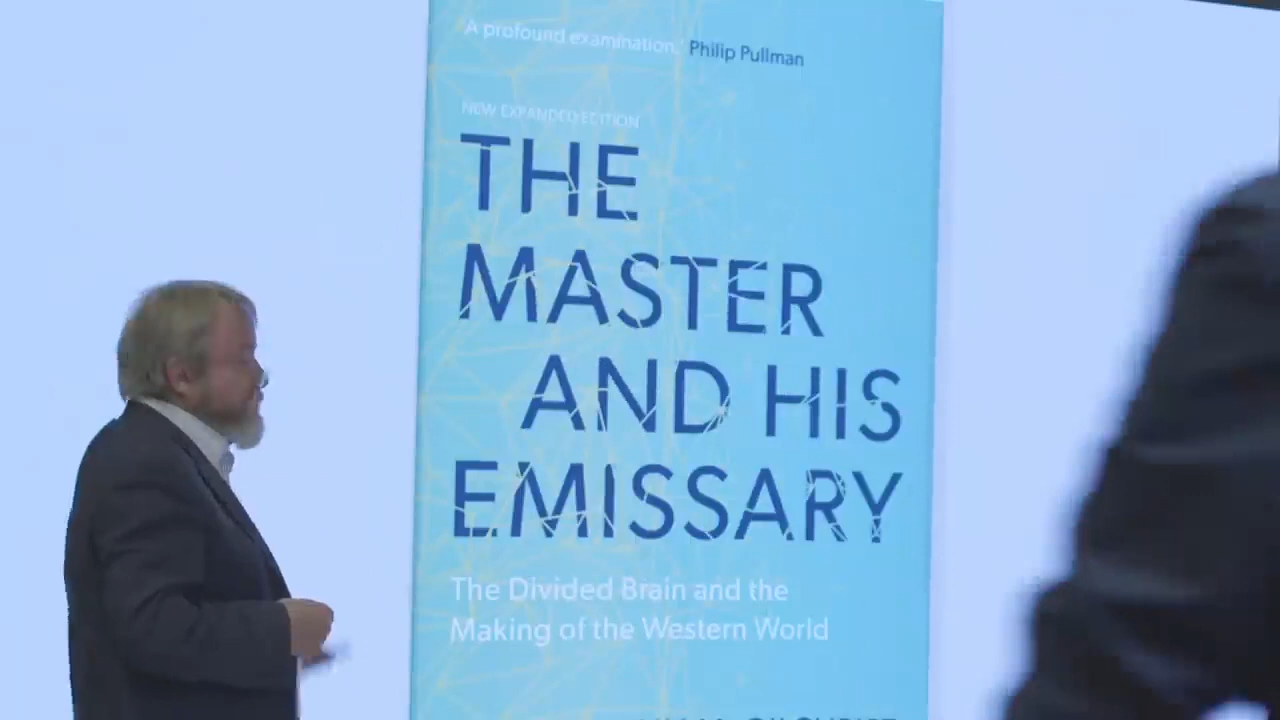 'A profound examination.' Philip Pullman
NEW EXPANDED EDITION
THE
MASTER
AND HIS
EMISSARY
The Divided Brain and the
Making of the Western World